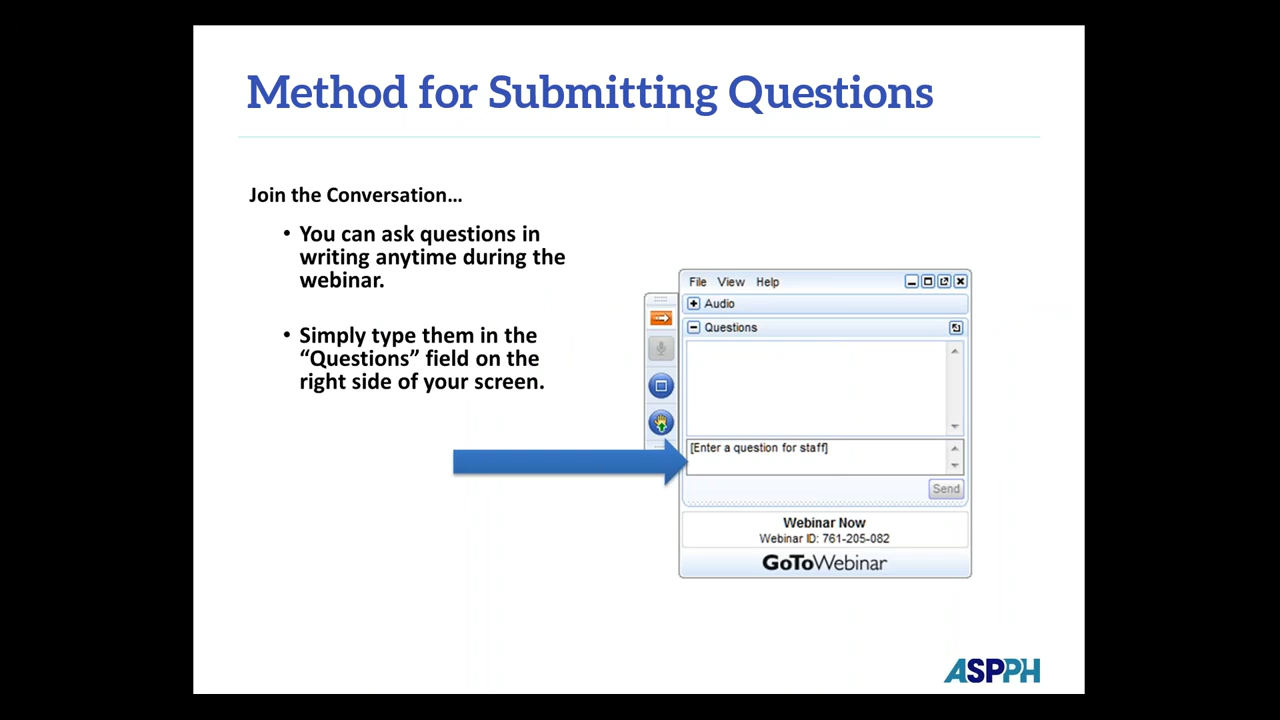 Method for Submitting Questions
Join the Conversation…
• You can ask questions in
writing anytime during the
webinar.
• Simply type them in the
“Questions” field on the
right side of your screen.
File View Help
Audio
Questions
[Enter a question for staff]
Send
Webinar Now
Webinar ID: 761-205-082
GoToWebinar
ASPPH